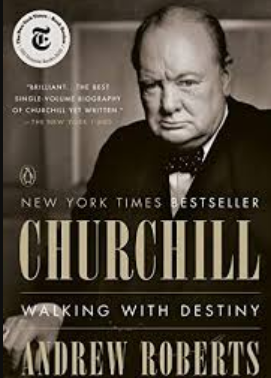 "BRILLIANT... THE BEST
SINGLE-VOLUME BIOGRAPHY
OF CHURCHILL YET WRITTEN."
—THE NEW YORK TIMES
NEW YORK TIMES BESTSELLER
CHURCHILL
WALKING WITH DESTINY
ANDREW ROBERTS